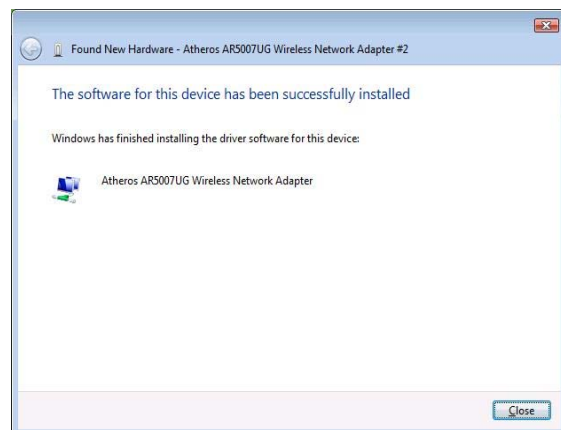 Found New Hardware - Atheros AR5007UG Wireless Network Adapter #2
The software for this device has been successfully installed
Windows has finished installing the driver software for this device:
Atheros AR5007UG Wireless Network Adapter
Close